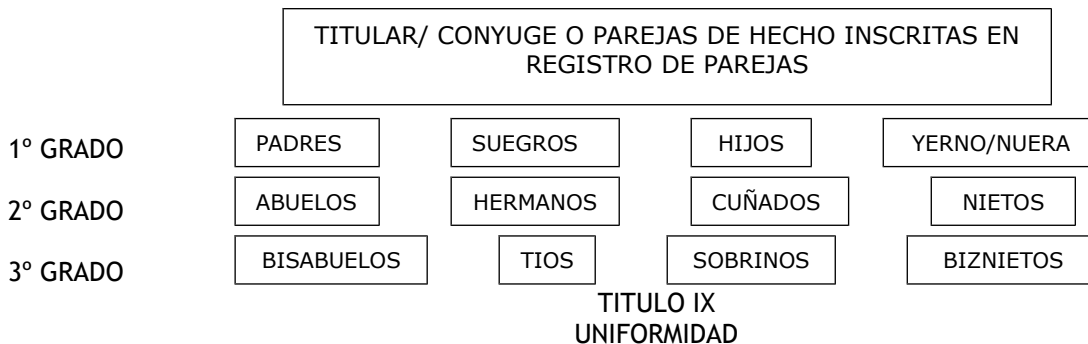 TITULAR/ CONYUGE O PAREJAS DE HECHO INSCRITAS EN
REGISTRO DE PAREJAS
1º GRADO PADRES SUEGROS HIJOS YERNO/NUERA
2º GRADO ABUELOS HERMANOS CUÑADOS NIETOS
3º GRADO BISABUELOS TIOS SOBRINOS BIZNIETOS
TITULO IX
UNIFORMIDAD